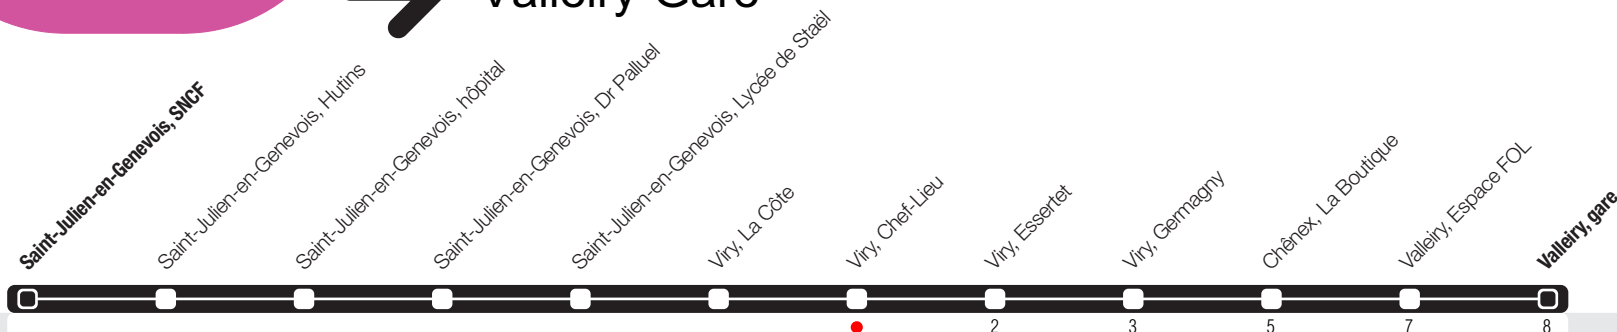 Valleiry Gare
Saint-Julien-en-Genevois, SNCF
Saint-Julien-en-Genevois, Hutins
Saint-Julien-en-Genevois, hôpital
Saint-Julien-en-Genevois, Dr Palluel
Saint-Julien-en-Genevois, Lycée de Staël
Viry, La Côte
Viry, Chef-Lieu
Viry, Essertet
Viry, Germagny
Chênex, La Boutique
Valleiry, Espace FOL
Valleiry, gare
2 3 5 7 8